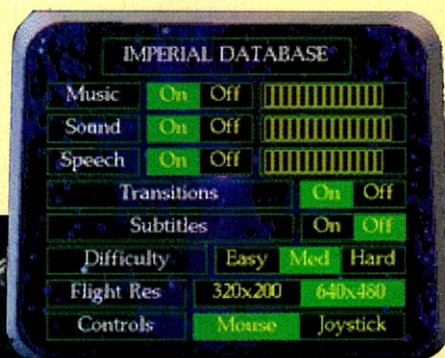 IMPERIAL DATABASE
Music On Off
Sound On Off
Speech On Off
Transitions On Off
Subtitles On Off
Difficulty Easy Med Hard
Flight Res 320x200 640x480
Controls Mouse Joystick